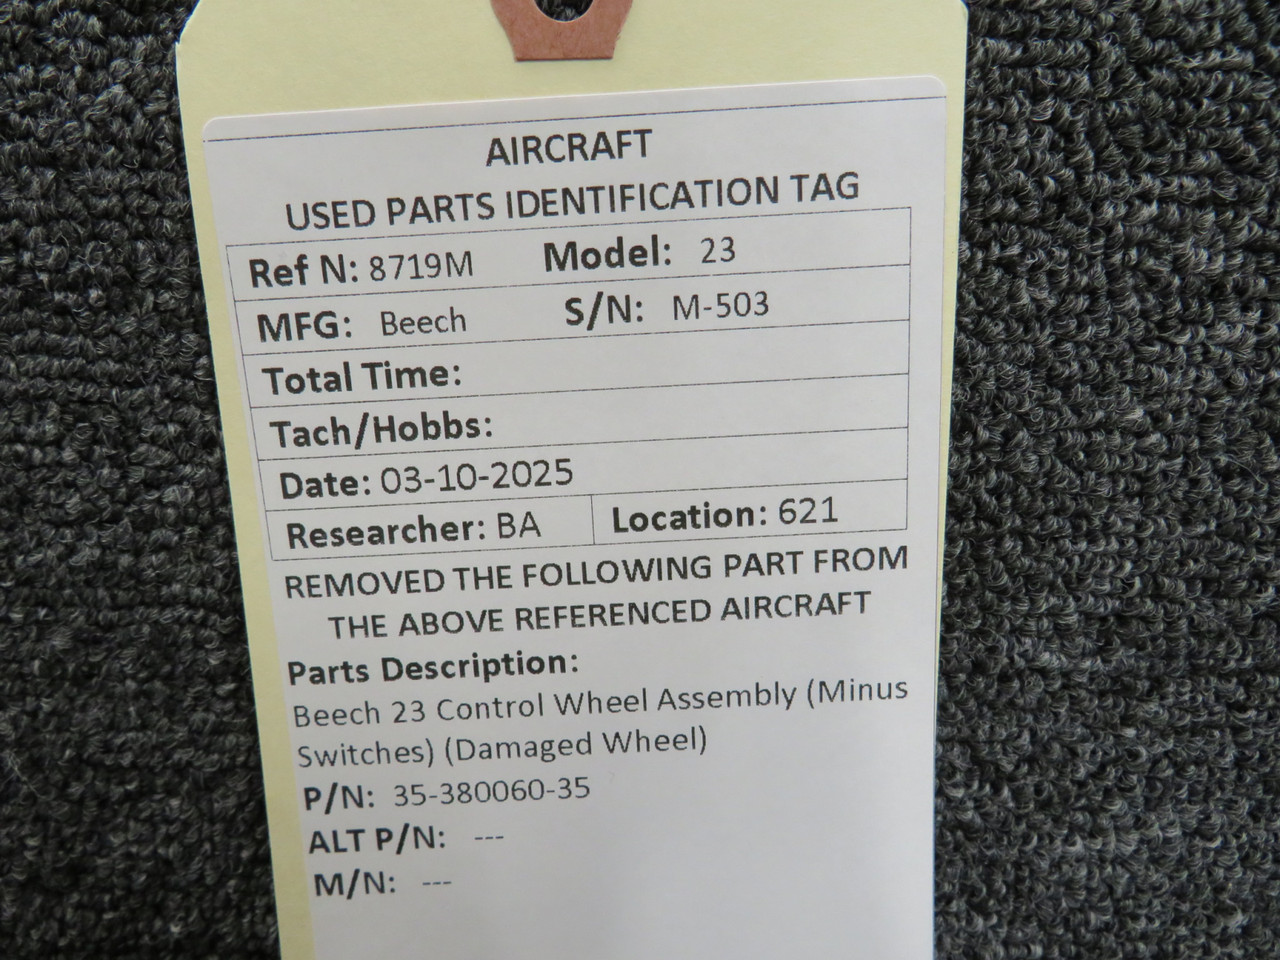 AIRCRAFT
USED PARTS IDENTIFICATION TAG
Ref N: 8719M Model: 23
MFG: Beech S/N: M-503
Total Time:
Tach/Hobbs:
Date: 03-10-2025
Researcher: BA Location: 621
REMOVED THE FOLLOWING PART FROM
THE ABOVE REFERENCED AIRCRAFT
Parts Description:
Beech 23 Control Wheel Assembly (Minus
Switches) (Damaged Wheel)
P/N: 35-380060-35
ALT P/N: ---
M/N: ---